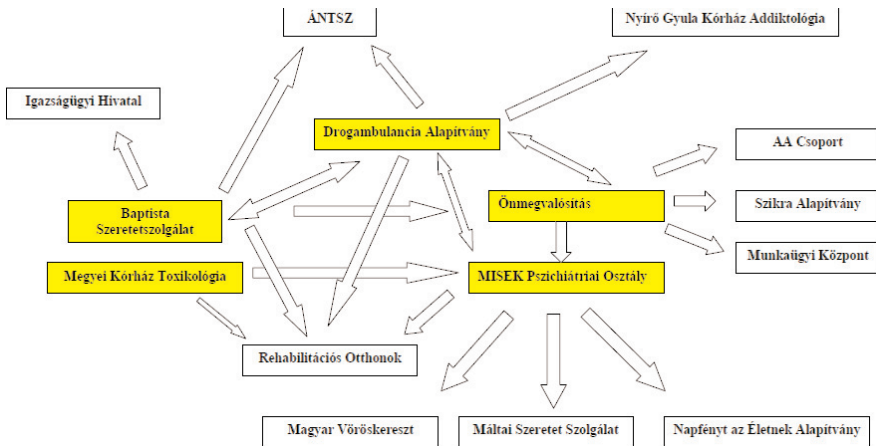 ÁNTSZ
Nyírő Gyula Kórház Addiktológia
Igazságügyi Hivatal
Drogambulancia Alapítvány
AA Csoport
Baptista
Szeretetszolgálat
Önmegvalósítás
Szikra Alapítvány
Munkaügyi Központ
Megyei Kórház Toxikológia
MISEK Pszichiátriai Osztály
Rehabilitációs Otthonok
Magyar Vöröskereszt
Máltai Szeretet Szolgálat
Napfényt az Életnek Alapítvány